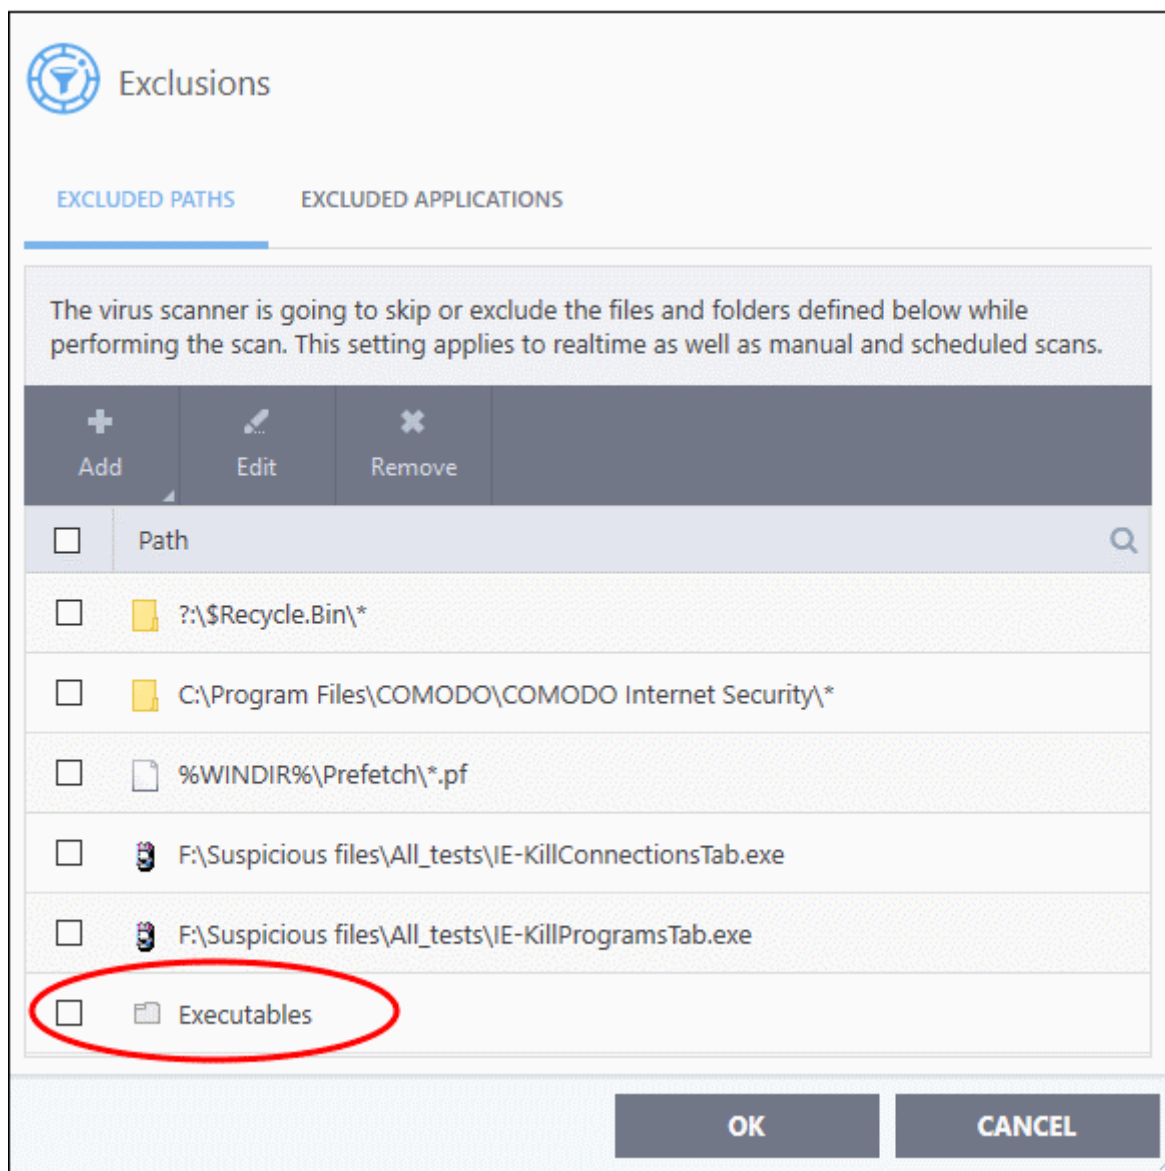 Exclusions
EXCLUDED PATHS EXCLUDED APPLICATIONS
The virus scanner is going to skip or exclude the files and folders defined below while
performing the scan. This setting applies to realtime as well as manual and scheduled scans.
Add Edit Remove
Path
?:\$Recycle.Bin\*
C:\Program Files\COMODO\COMODO Internet Security\*
%WINDIR%\Prefetch\*.pf
F:\Suspicious files\All_tests\IE-KillConnectionsTab.exe
F:\Suspicious files\All_tests\IE-KillProgramsTab.exe
Executables
OK CANCEL